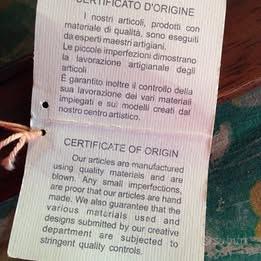 CERTIFICATO D'ORIGINE
I nostri articoli, prodotti con
materiale di qualità, sono eseguiti
da esperti maestri artigiani.
Le piccole imperfezioni dimostrano
la lavorazione artigianale degli
articoli
È garantito inoltre il controllo della
sua lavorazione dei vari materiali
impiegati e sui modelli creati dal
nostro centro artistico.
CERTIFICATE OF ORIGIN
Our articles are manufactured
using quality materials and are
blown. Any small imperfections,
are proof that our articles are hand
made. We also guarantee that the
various materials used and
designs submitted by our creative
department are subjected to
stringent quality controls.
subito